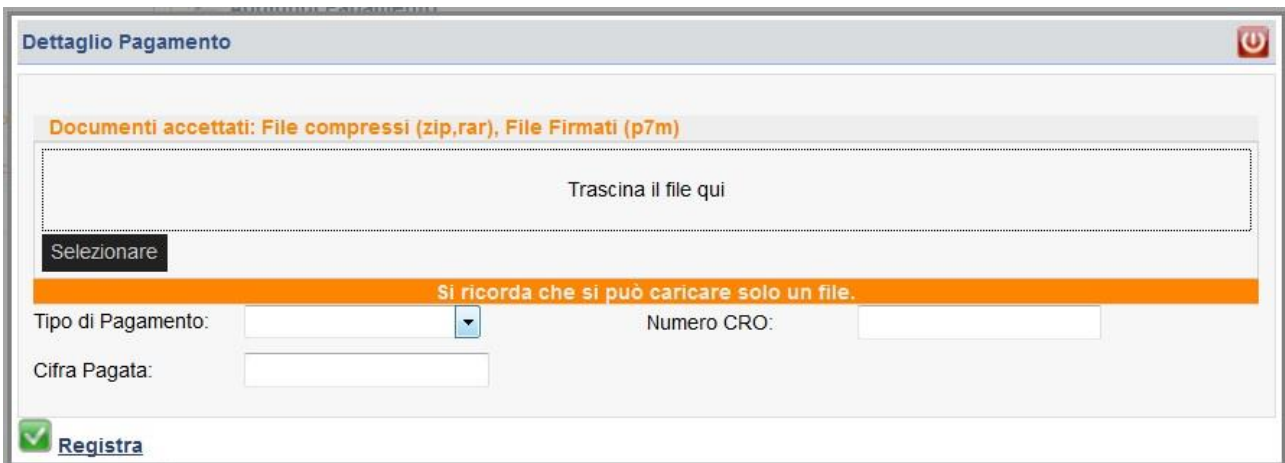 Dettaglio Pagamento
Documenti accettati: File compressi (zip,rar), File Firmati (p7m)
Trascina il file qui
Selezionare
Si ricorda che si può caricare solo un file.
Tipo di Pagamento: Numero CRO:
Cifra Pagata:
Registra